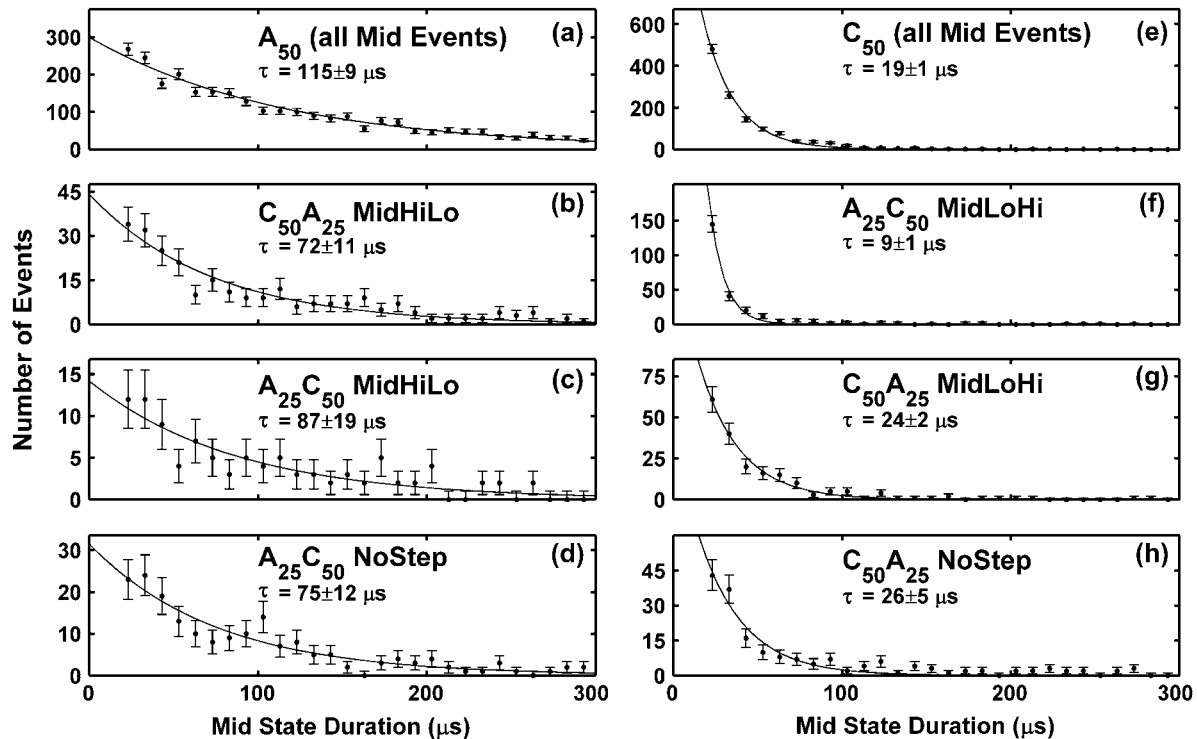 Number of Events
300
200
100
0
A50 (all Mid Events)
τ = 115±9 μs
(a)
45
30
15
0
C50A25 MidHiLo
τ = 72±11 μs
(b)
15
10
5
0
A25C50 MidHiLo
τ = 87±19 μs
(c)
30
20
10
0
A25C50 NoStep
τ = 75±12 μs
(d)
0 100 200 300
Mid State Duration (μs)
600
400
200
0
C50 (all Mid Events)
τ = 19±1 μs
(e)
150
100
50
0
A25C50 MidLoHi
τ = 9±1 μs
(f)
75
50
25
0
C50A25 MidLoHi
τ = 24±2 μs
(g)
45
30
15
0
C50A25 NoStep
τ = 26±5 μs
(h)
0 100 200 300
Mid State Duration (μs)